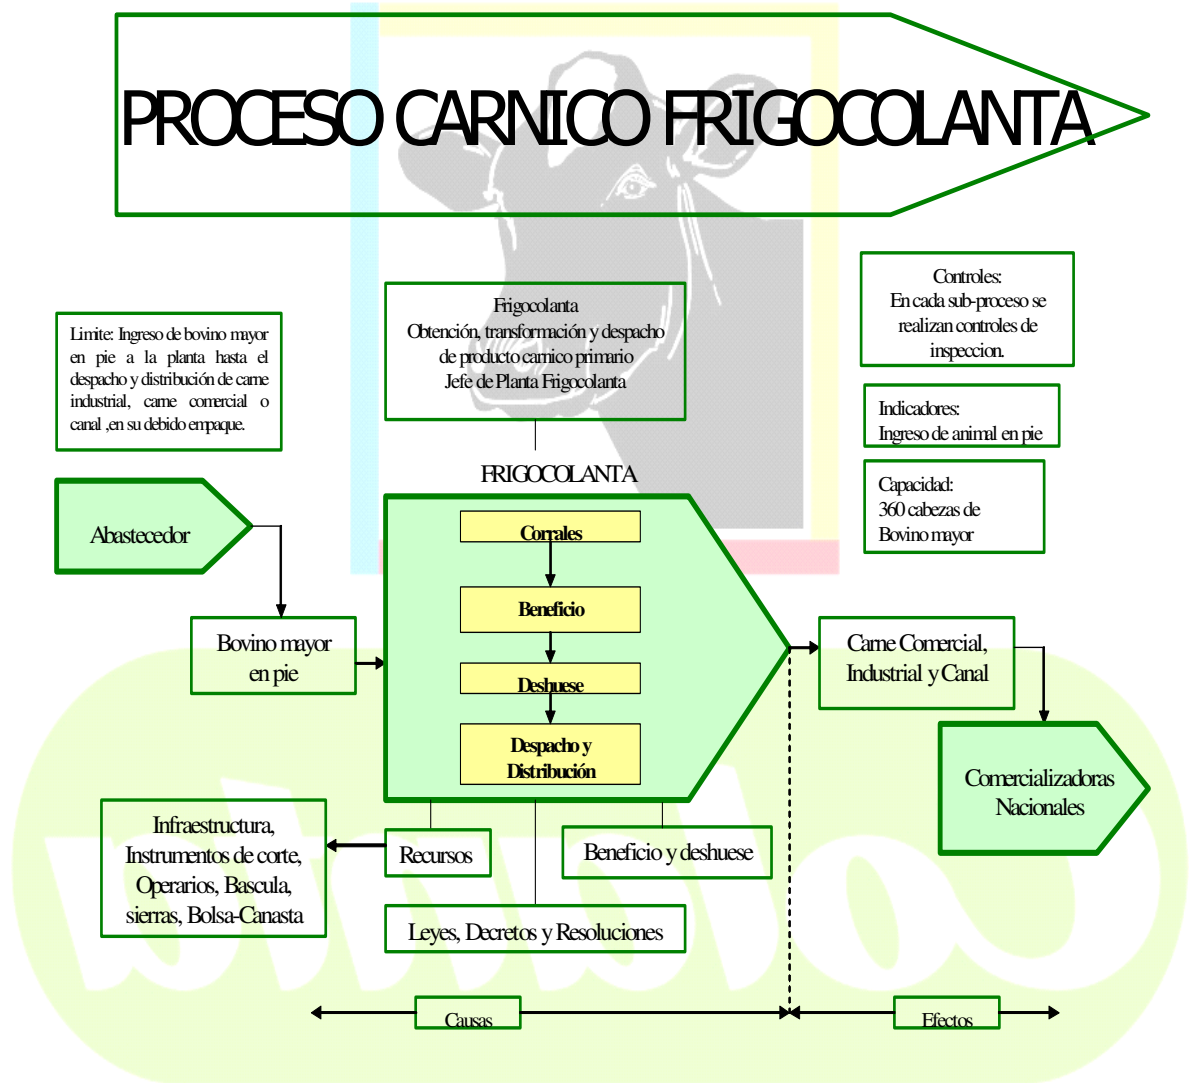 PROCESO CARNICO FRIGOCOLANTA
Controles:
En cada sub-proceso se
realizan controles de
inspeccion.
Frigocolanta
Obtención, transformación y despacho
de producto carnico primario
Jefe de Planta Frigocolanta
Limite: Ingreso de bovino mayor
en pie a la planta hasta el
despacho y distribución de carne
industrial, carne comercial o
canal ,en su debido empaque.
Indicadores:
Ingreso de animal en pie
Capacidad:
360 cabezas de
Bovino mayor
FRIGOCOLANTA
Abastecedor
Corrales
Beneficio
Deshuese
Despacho y
Distribución
Bovino mayor
en pie
Carne Comercial,
Industrial y Canal
Comercializadoras
Nacionales
Infraestructura,
Instrumentos de corte,
Operarios, Bascula,
sierras, Bolsa-Canasta
Recursos
Beneficio y deshuese
Leyes, Decretos y Resoluciones
Causas
Efectos